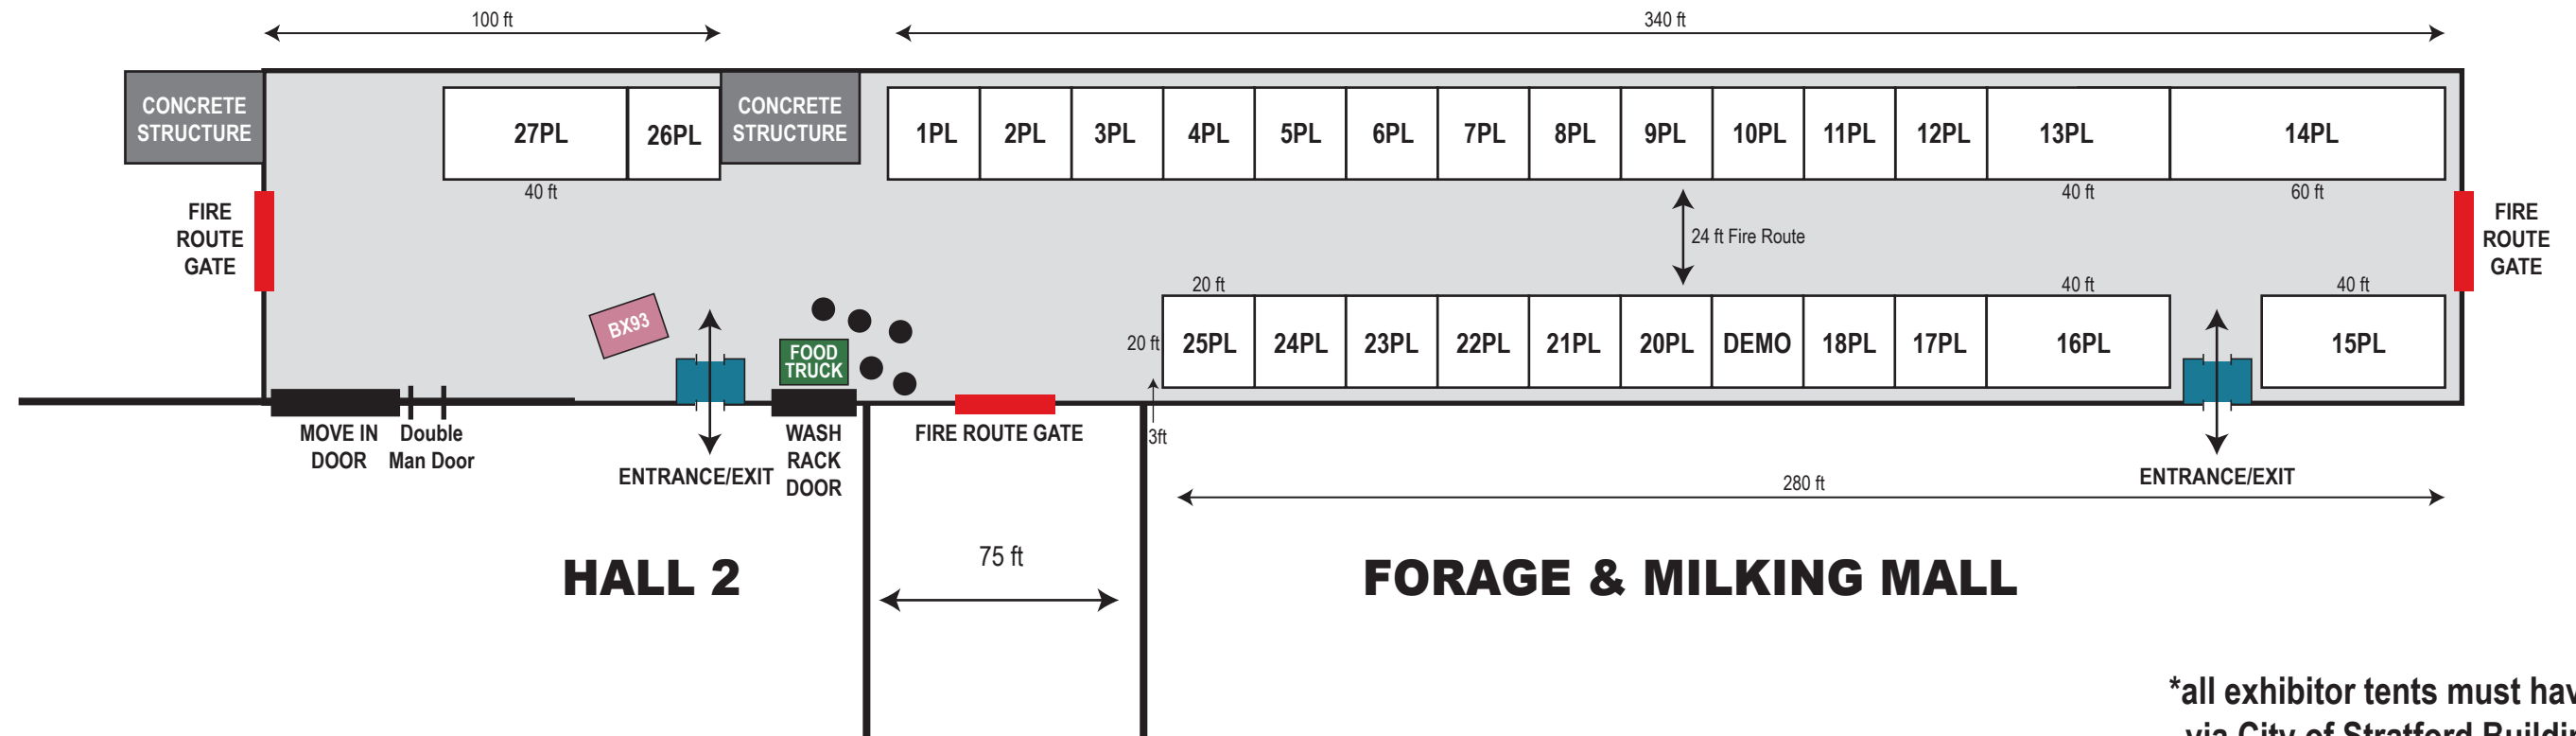 100 ft
340 ft
CONCRETE
STRUCTURE
27PL
26PL
CONCRETE
STRUCTURE
1PL
2PL
3PL
4PL
5PL
6PL
7PL
8PL
9PL
10PL
11PL
12PL
13PL
14PL
40 ft
40 ft
60 ft
FIRE
ROUTE
GATE
24 ft Fire Route
FIRE
ROUTE
GATE
20 ft
40 ft
40 ft
BX93
FOOD
TRUCK
20 ft
25PL
24PL
23PL
22PL
21PL
20PL
DEMO
18PL
17PL
16PL
15PL
MOVE IN
DOOR
Double
Man Door
ENTRANCE/EXIT
WASH
RACK
DOOR
FIRE ROUTE GATE
3ft
ENTRANCE/EXIT
280 ft
75 ft
HALL 2
FORAGE & MILKING MALL
*all exhibitor tents must
via City of Stratford